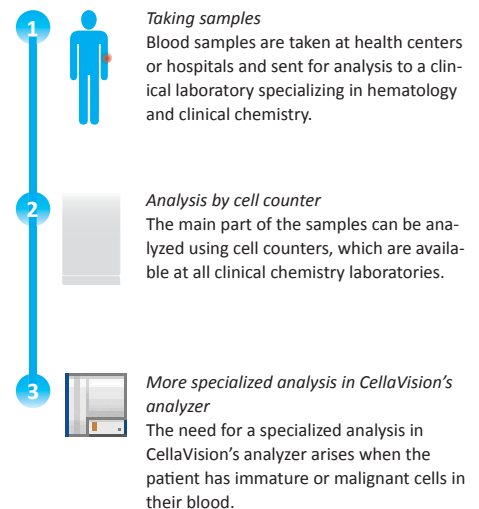 1
Taking samples
Blood samples are taken at health centers
or hospitals and sent for analysis to a clin-
ical laboratory specializing in hematology
and clinical chemistry.
2
Analysis by cell counter
The main part of the samples can be ana-
lyzed using cell counters, which are availa-
ble at all clinical chemistry laboratories.
3
More specialized analysis in CellaVision's
analyzer
The need for a specialized analysis in
CellaVision's analyzer arises when the
patient has immature or malignant cells in
their blood.